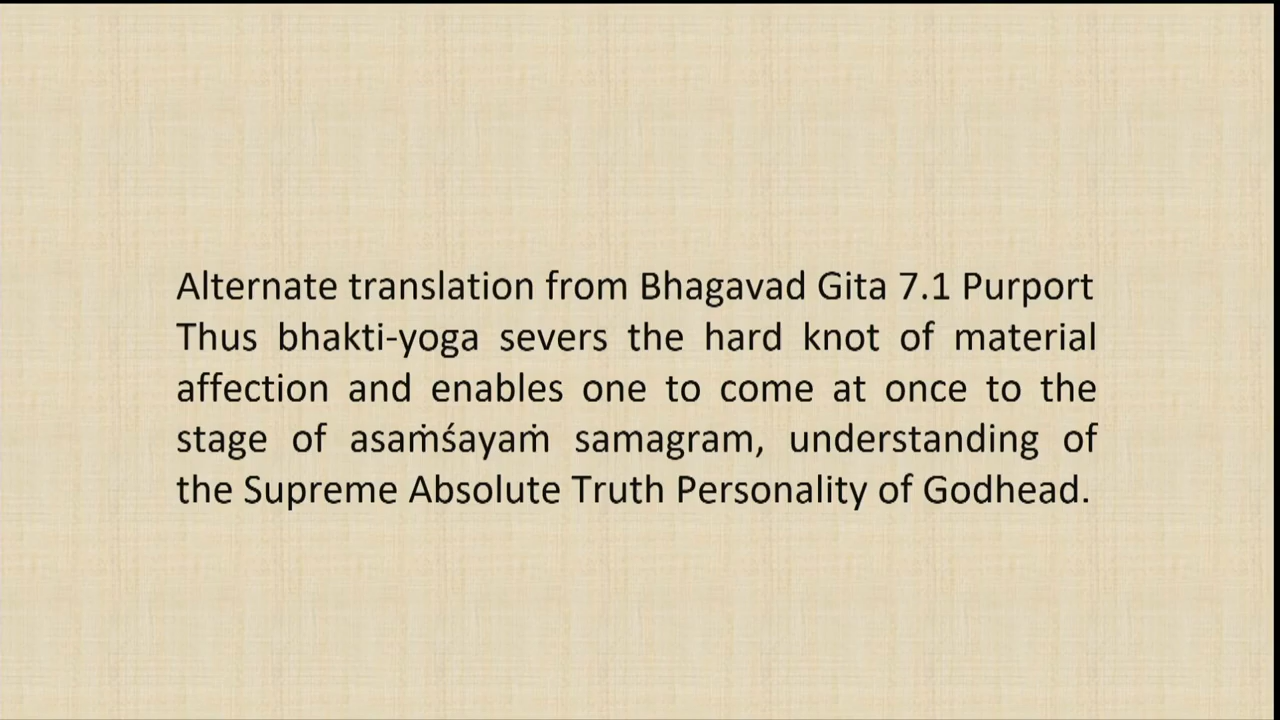 Alternate translation from Bhagavad Gita 7.1 Purport
Thus bhakti-yoga severs the hard knot of material
affection and enables one to come at once to the
stage of asaṁśayaṁ samagram, understanding of
the Supreme Absolute Truth Personality of Godhead.